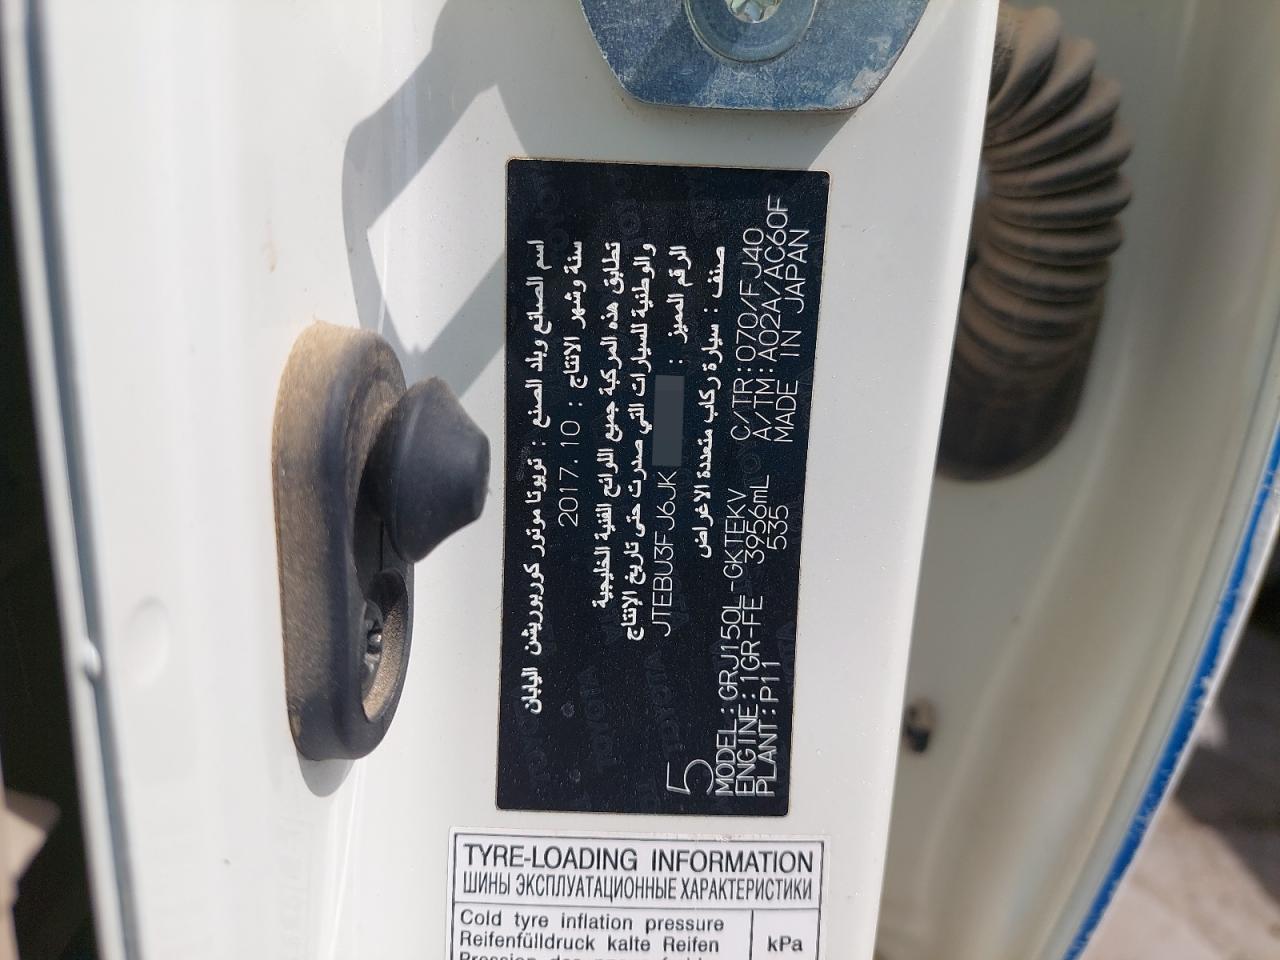 اسم الصانع وبلد الصنع : تويوتا موتور كوربوريشن اليابان
سنة وشهر الانتاج : 2017.10
تطابق هذه المركبة جميع اللوائح الفنية الخليجية
والوطنية للسيارات التي صدرت حتى تاريخ الإنتاج
الرقم المميز : JTEBU3FJ6JK
صنف : سيارة ركاب متعددة الاغراض
5
MODEL:GRJ150L-GKTEKV C/TR:070/FJ40
ENGINE:1GR-FE 3956mL A/TM:A02A/AC60F
PLANT:P11 535 MADE IN JAPAN
TYRE-LOADING INFORMATION
ШИНЫ ЭКСПЛУАТАЦИОННЫЕ ХАРАКТЕРИСТИКИ
Cold tyre inflation pressure
Reifenfülldruck kalte Reifen
kPa